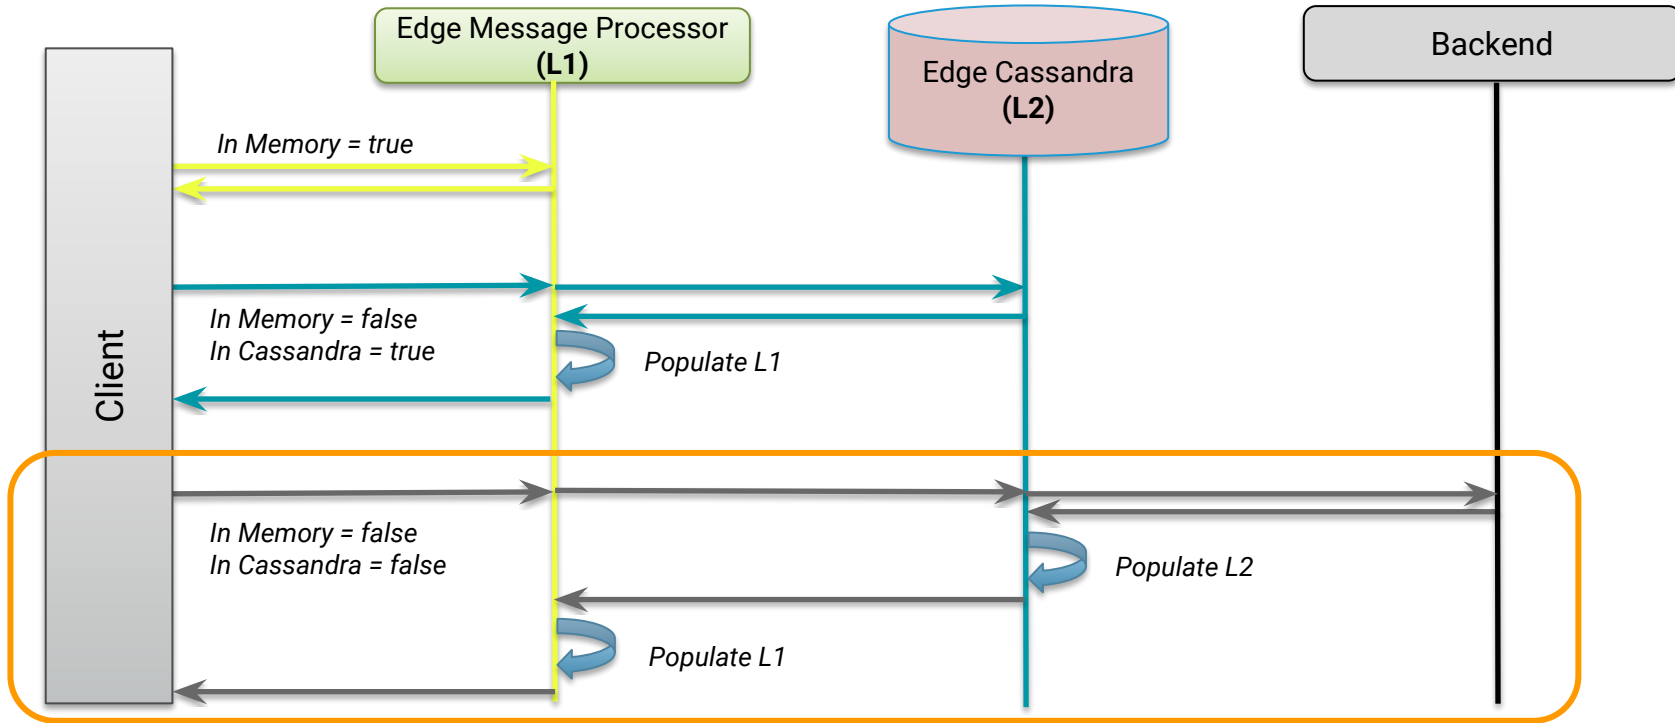 Edge Message Processor
(L1)
Edge Cassandra
(L2)
Backend
Client
In Memory = true
In Memory = false
In Cassandra = true
Populate L1
In Memory = false
In Cassandra = false
Populate L2
Populate L1